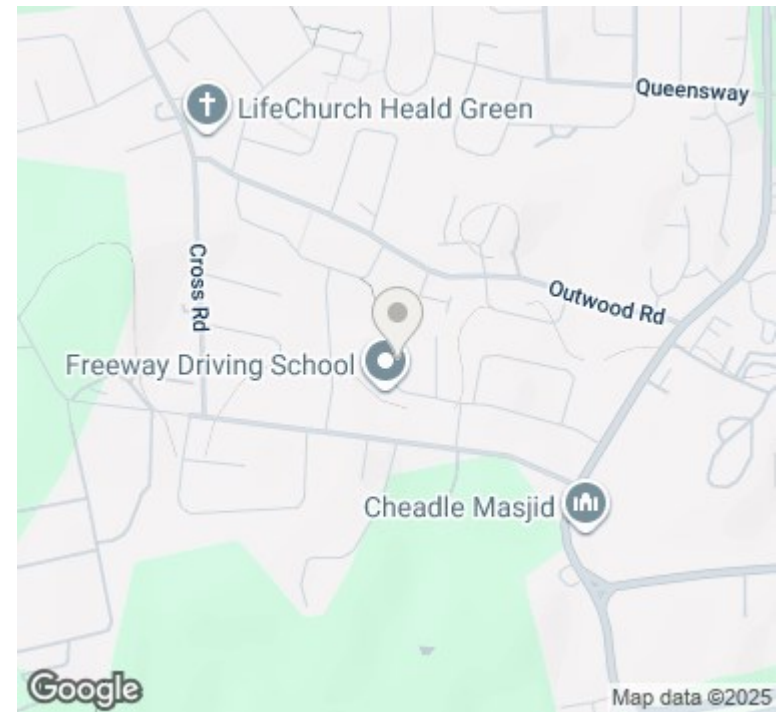 Queensway
LifeChurch Heald Green
Cross Rd
Outwood Rd
Freeway Driving School
Cheadle Masjid
Google
Map data ©2025